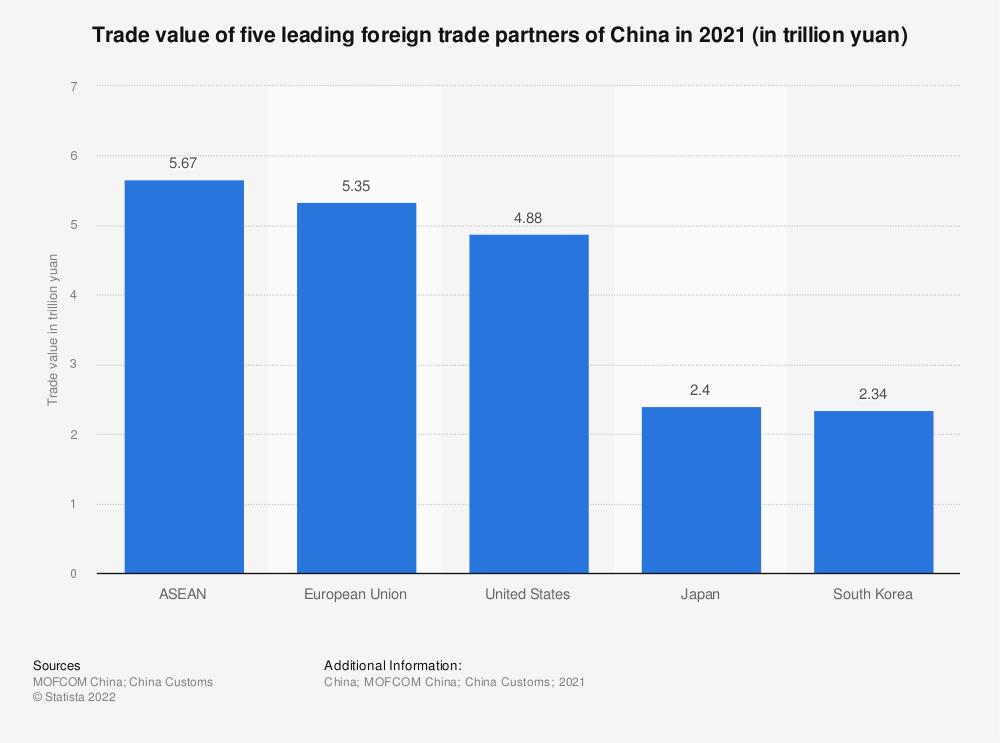 Trade value of five leading foreign trade partners of China in 2021 (in trillion yuan)
Trade value in trillion yuan
7
6
5
4
3
2
1
0
5.67
5.35
4.88
2.4
2.34
ASEAN
European Union
United States
Japan
South Korea
Sources
MOFCOM China; China Customs
© Statista 2022
Additional Information:
China; MOFCOM China; China Customs; 2021